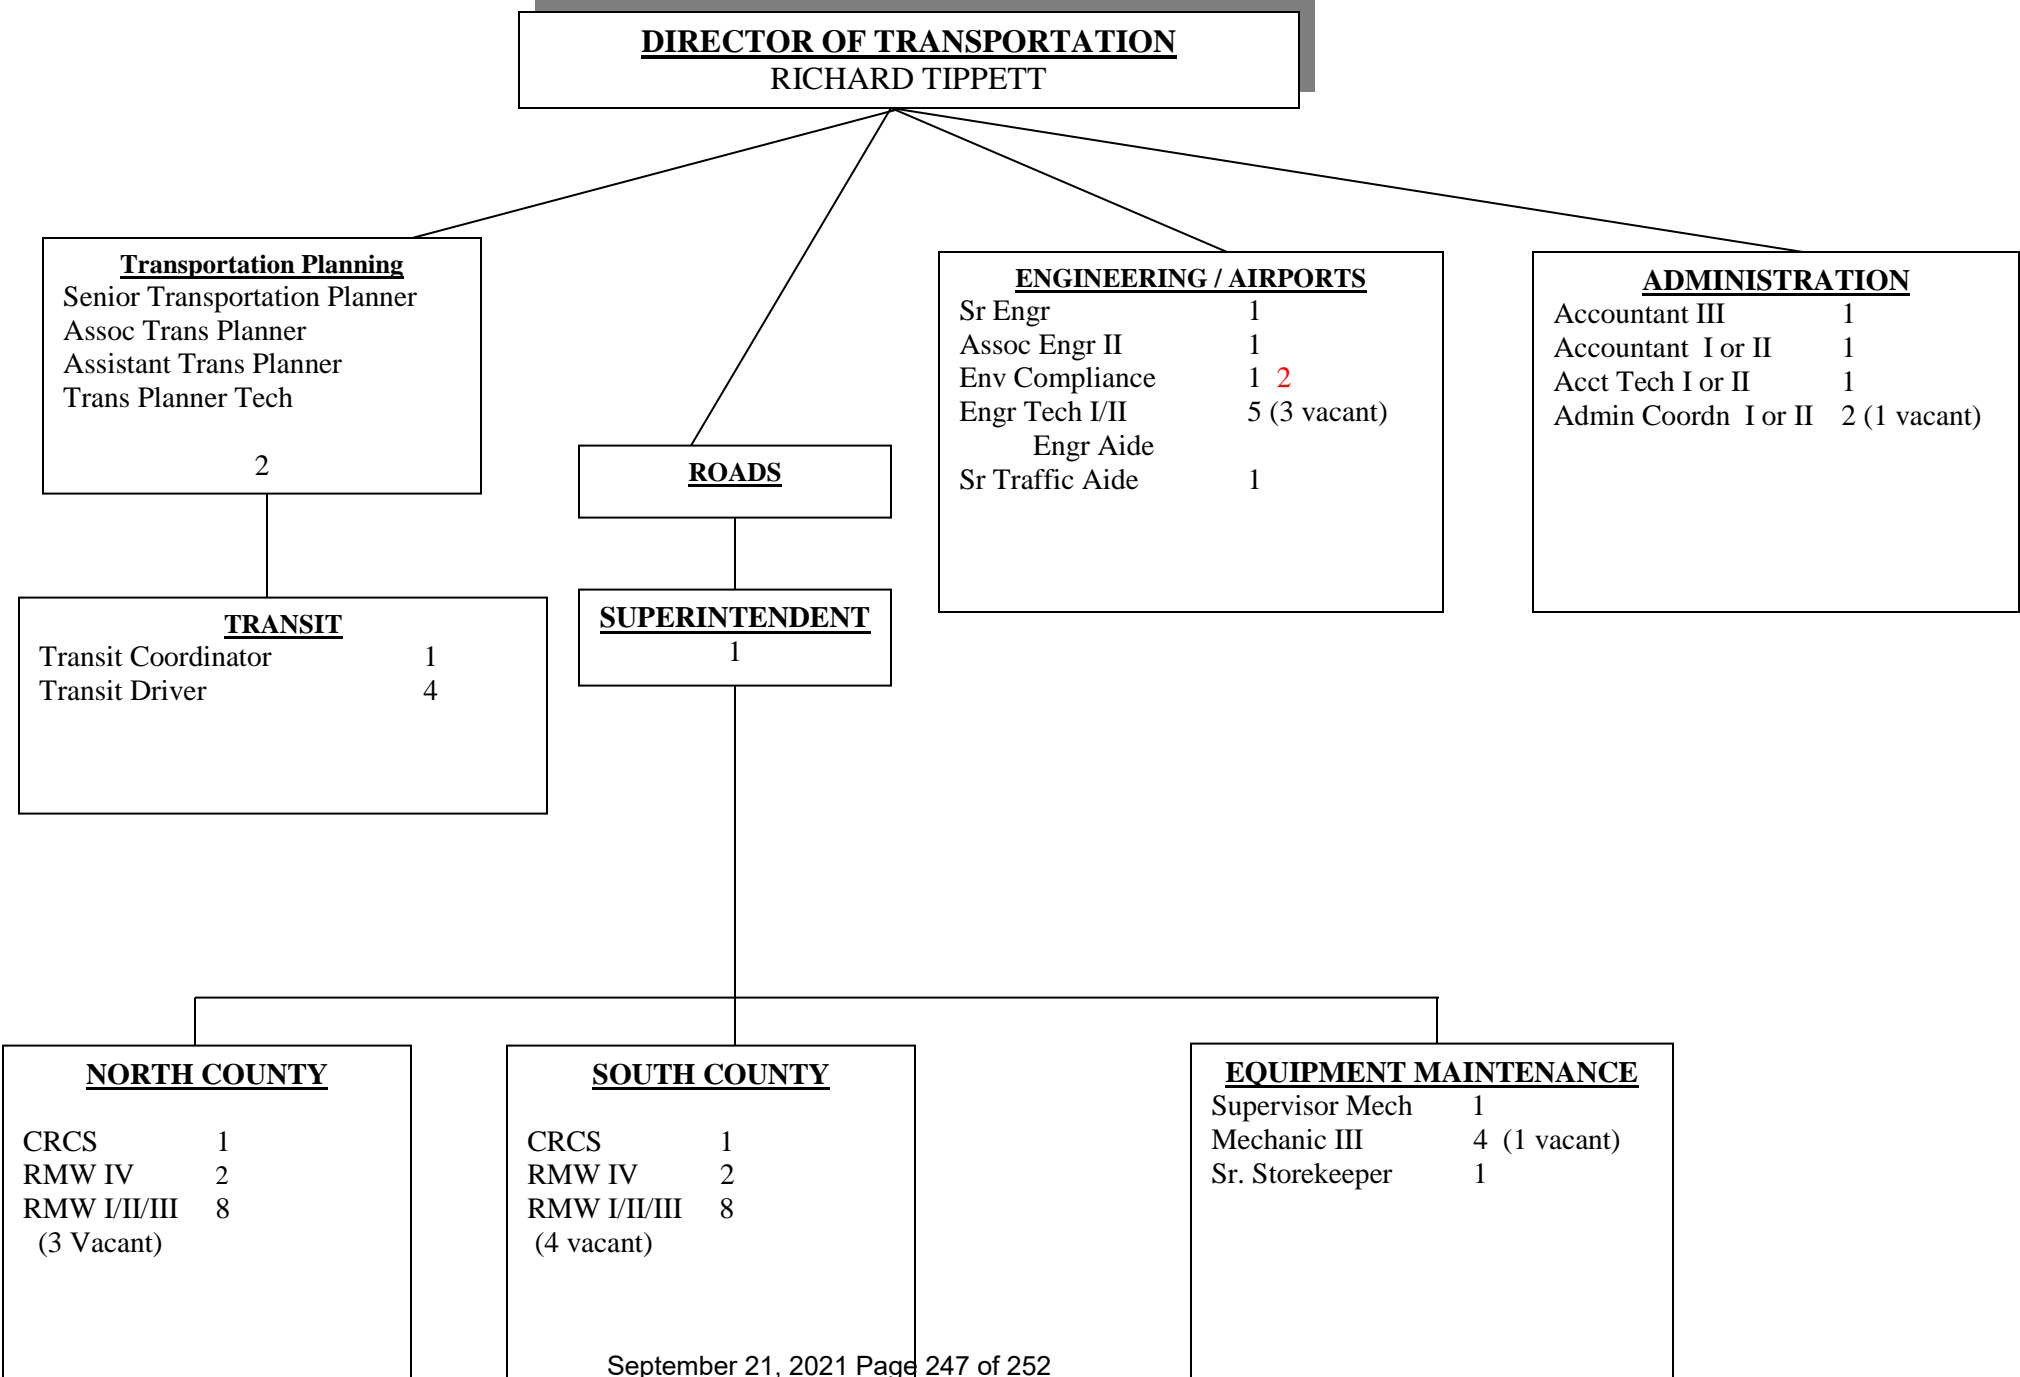 DIRECTOR OF TRANSPORTATION
RICHARD TIPPETT
Transportation Planning
Senior Transportation Planner
Assoc Trans Planner
Assistant Trans Planner
Trans Planner Tech
2
TRANSIT
Transit Coordinator 1
Transit Driver 4
ROADS
SUPERINTENDENT
1
ENGINEERING / AIRPORTS
Sr Engr 1
Assoc Engr II 1
Env Compliance 1 2
Engr Tech I/II 5 (3 vacant)
Engr Aide
Sr Traffic Aide 1
ADMINISTRATION
Accountant III 1
Accountant I or II 1
Acct Tech I or II 1
Admin Coordn I or II 2 (1 vacant)
NORTH COUNTY
CRCS 1
RMW IV 2
RMW I/II/III 8
(3 Vacant)
SOUTH COUNTY
CRCS 1
RMW IV 2
RMW I/II/III 8
(4 vacant)
EQUIPMENT MAINTENANCE
Supervisor Mech 1
Mechanic III 4 (1 vacant)
Sr. Storekeeper 1
September 21, 2021 Page 247 of 252